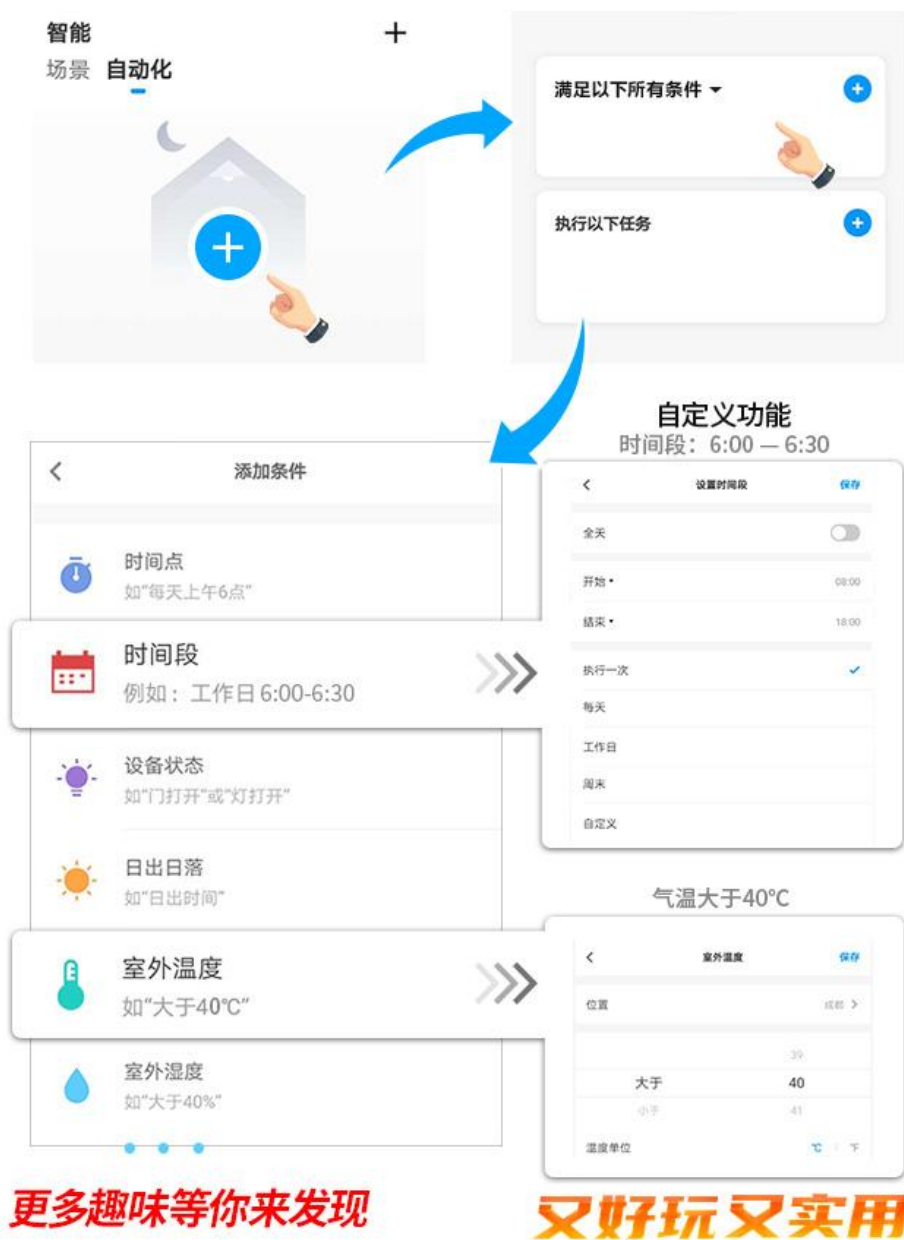 智能
场景 自动化
满足以下所有条件
执行以下任务
添加条件
时间点
如"每天上午6点"
时间段
例如：工作日6:00-6:30
设备状态
如"门打开"或"灯打开"
日出日落
如"日出时间"
室外温度
如"大于40℃"
室外湿度
如"大于40%"
自定义功能
时间段：6:00 — 6:30
设置时间段 保存
全天
开始 • 08:00
结束 • 18:00
执行一次
每天
工作日
周末
自定义
气温大于40℃
室外温度 保存
位置 成都
39
大于 40
小于 41
温度单位 ℃ ℉
更多趣味等你来发现
又好玩又实用